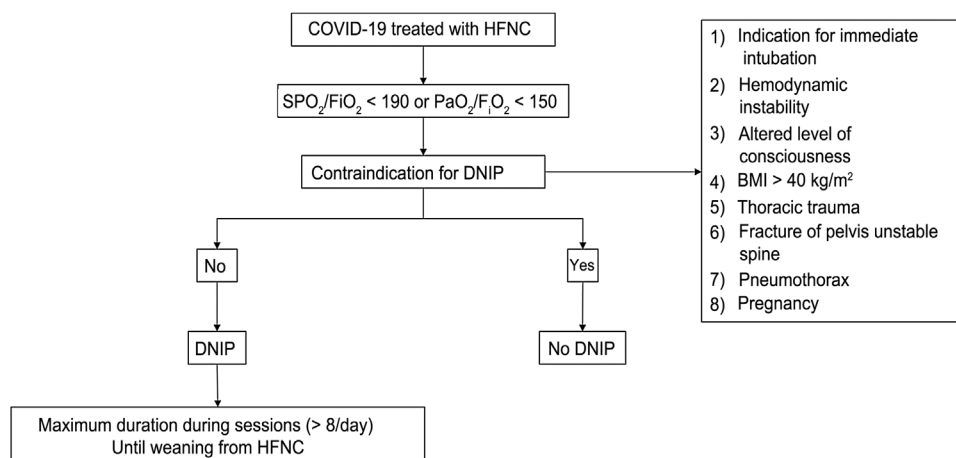 COVID-19 treated with HFNC
SPO₂/FiO₂ < 190 or PaO₂/FᵢO₂ < 150
Contraindication for DNIP
No
Yes
DNIP
No DNIP
Maximum duration during sessions (> 8/day)
Until weaning from HFNC
1) Indication for immediate
intubation
2) Hemodynamic
instability
3) Altered level of
consciousness
4) BMI > 40 kg/m²
5) Thoracic trauma
6) Fracture of pelvis unstable
spine
7) Pneumothorax
8) Pregnancy